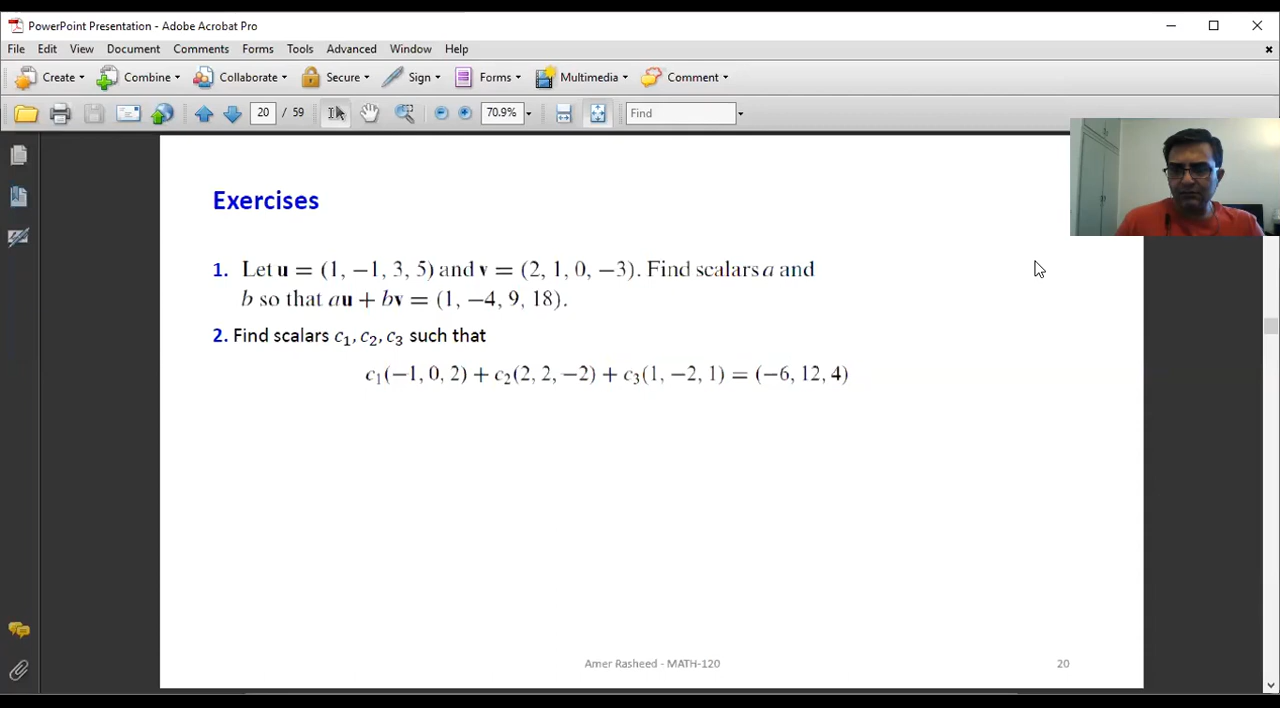 PowerPoint Presentation - Adobe Acrobat Pro
File Edit View Document Comments Forms Tools Advanced Window Help
Create Combine Collaborate Secure Sign Forms Multimedia Comment
20 / 59 70.9% Find
Exercises
1. Let u = (1, −1, 3, 5) and v = (2, 1, 0, −3). Find scalars a and
b so that au + bv = (1, −4, 9, 18).
2. Find scalars c₁, c₂, c₃ such that
c₁(−1, 0, 2) + c₂(2, 2, −2) + c₃(1, −2, 1) = (−6, 12, 4)
Amer Rasheed - MATH-120 20